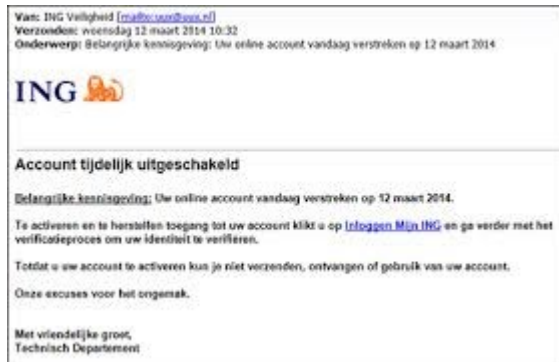 Van: ING Veiligheid [mailto:uux@uux.nl]
Verzonden: woensdag 12 maart 2014 10:32
Onderwerp: Belangrijke kennisgeving: Uw online account vandaag verstreken op 12 maart 2014
ING
Account tijdelijk uitgeschakeld
Belangrijke kennisgeving: Uw online account vandaag verstreken op 12 maart 2014.
Te activeren en te herstellen toegang tot uw account klikt u op Inloggen Mijn ING en ga verder met het
verificatieproces om uw identiteit te verifieren.
Totdat u uw account te activeren kun je niet verzenden, ontvangen of gebruik van uw account.
Onze excuses voor het ongemak.
Met vriendelijke groet,
Technisch Departement